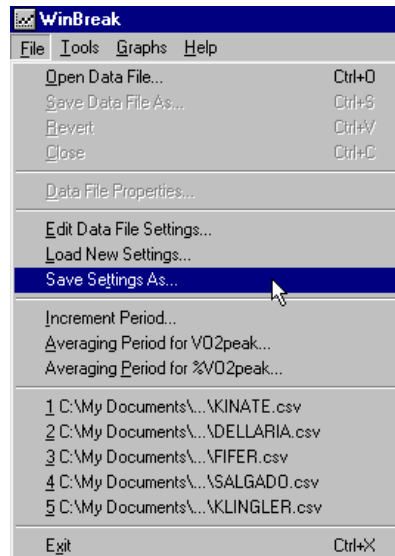 WinBreak
File Tools Graphs Help
Open Data File... Ctrl+O
Save Data File As... Ctrl+S
Revert Ctrl+V
Close Ctrl+C
Data File Properties...
Edit Data File Settings...
Load New Settings...
Save Settings As...
Increment Period...
Averaging Period for VO2peak...
Averaging Period for %VO2peak...
1 C:\My Documents\...\KINATE.csv
2 C:\My Documents\...\DELLARIA.csv
3 C:\My Documents\...\FIFER.csv
4 C:\My Documents\...\SALGADO.csv
5 C:\My Documents\...\KLINGLER.csv
Exit Ctrl+X